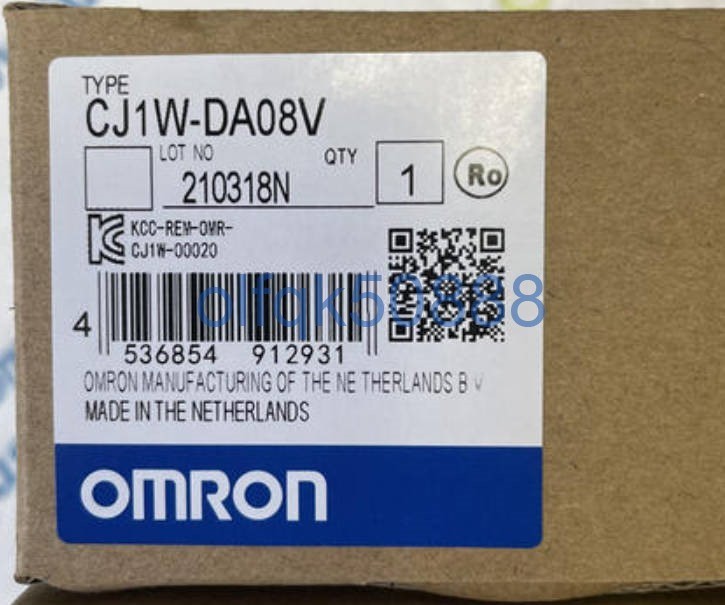 TYPE
CJ1W-DA08V
LOT NO QTY
210318N 1 Ro
KCC-REM-OMR-
CJ1W-00020
olfqk50888
4 536854 912931
OMRON MANUFACTURING OF THE NE THERLANDS B V
MADE IN THE NETHERLANDS
OMRON